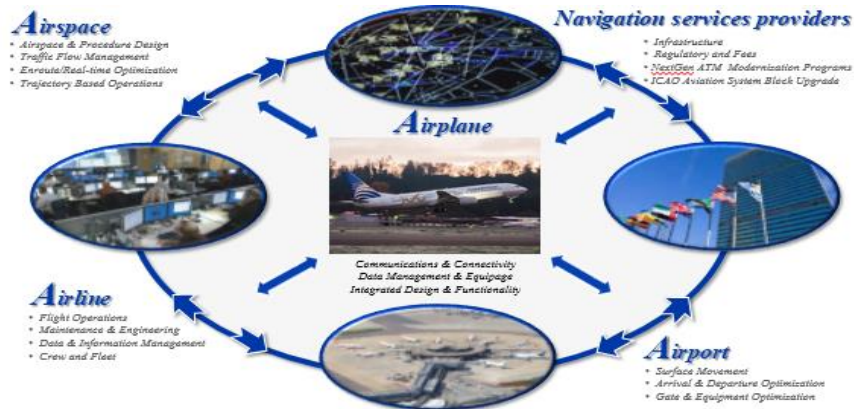 Airspace
• Airspace & Procedure Design
• Traffic Flow Management
• Enroute/Real-time Optimization
• Trajectory Based Operations
Navigation services providers
• Infrastructure
• Regulatory and Fees
• NextGen ATM Modernization Programs
• ICAO Aviation System Block Upgrade
Airplane
Communications & Connectivity
Data Management & Equipage
Integrated Design & Functionality
Airline
• Flight Operations
• Maintenance & Engineering
• Data & Information Management
• Crew and Fleet
Airport
• Surface Movement
• Arrival & Departure Optimization
• Gate & Equipment Optimization